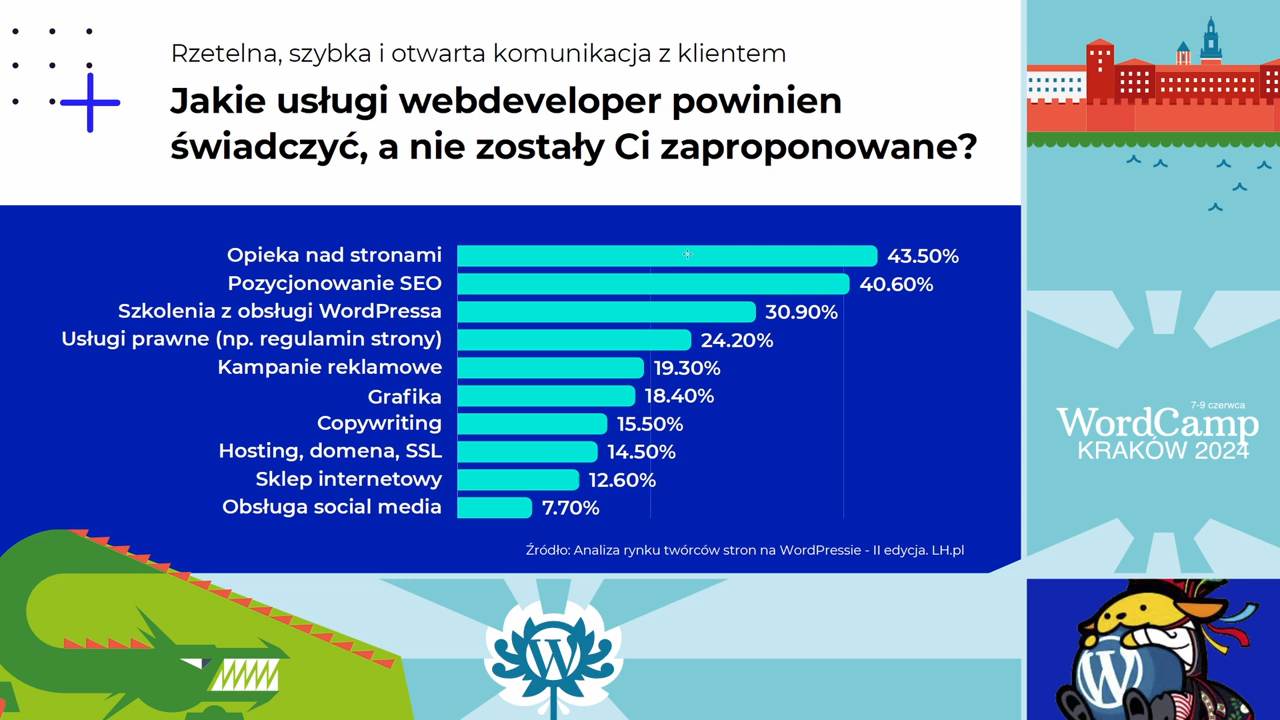 Rzetelna, szybka i otwarta komunikacja z klientem
Jakie usługi webdeveloper powinien
świadczyć, a nie zostały Ci zaproponowane?
Opieka nad stronami 43.50%
Pozycjonowanie SEO 40.60%
Szkolenia z obsługi WordPressa 30.90%
Usługi prawne (np. regulamin strony) 24.20%
Kampanie reklamowe 19.30%
Grafika 18.40%
Copywriting 15.50%
Hosting, domena, SSL 14.50%
Sklep internetowy 12.60%
Obsługa social media 7.70%
Źródło: Analiza rynku twórców stron na WordPressie - II edycja. LH.pl
7-9 czerwca
WordCamp
KRAKÓW 2024
W
W